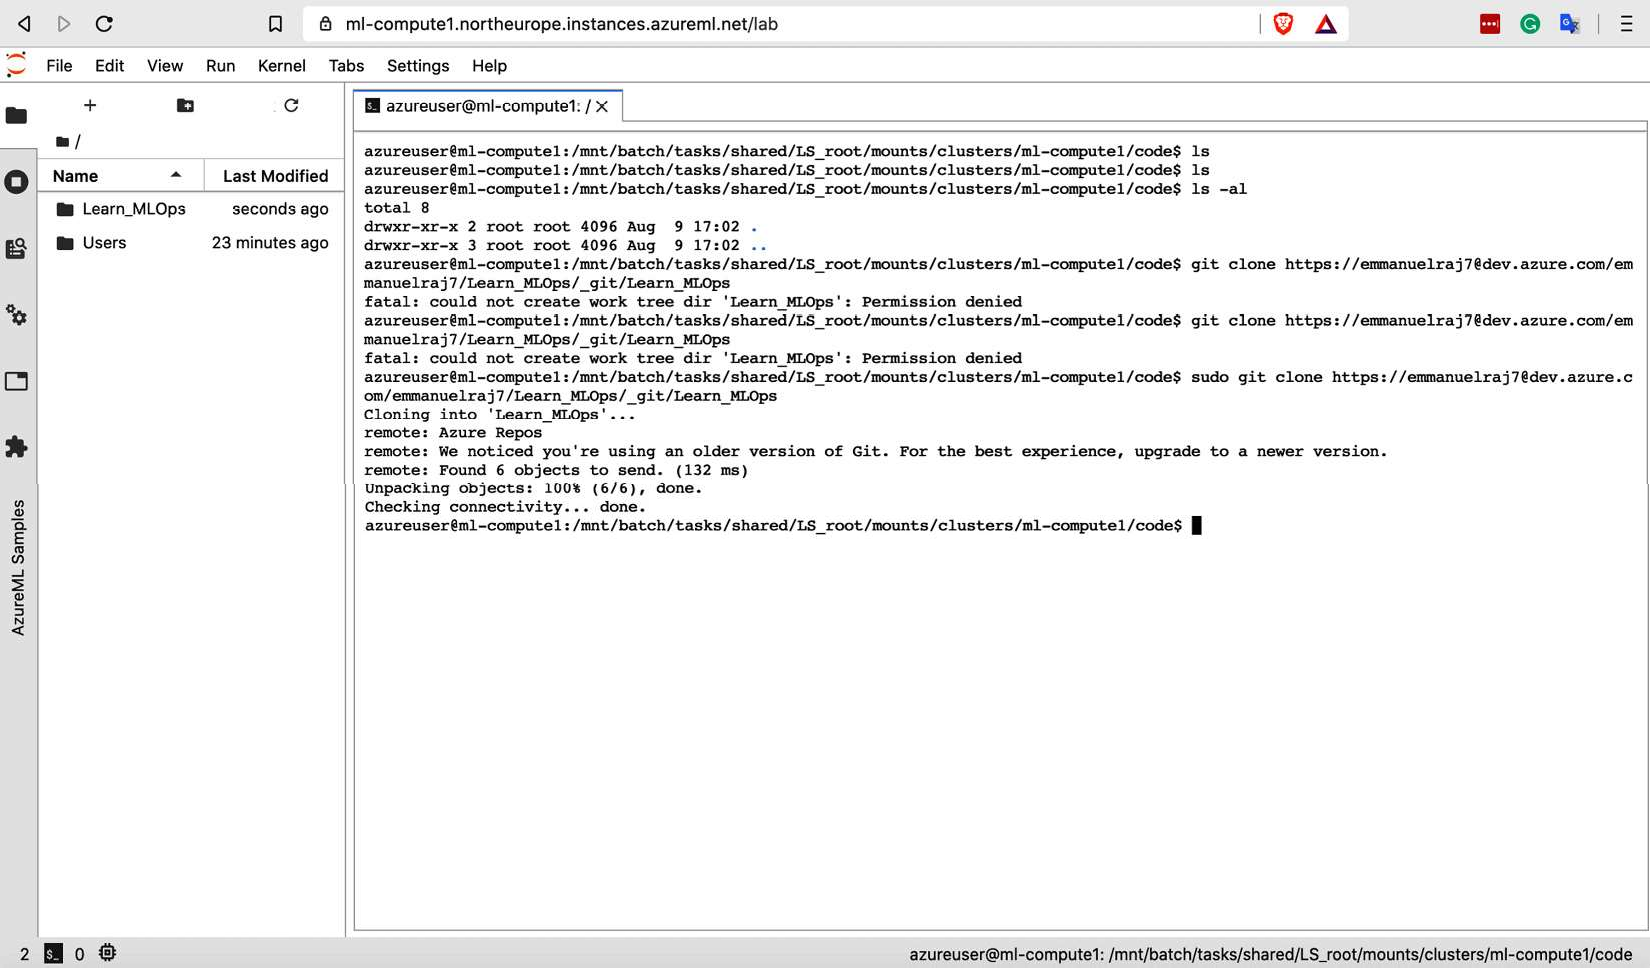 ml-compute1.northeurope.instances.azureml.net/lab
File Edit View Run Kernel Tabs Settings Help
azureuser@ml-compute1: /
/
Name Last Modified
Learn_MLOps seconds ago
Users 23 minutes ago
AzureML Samples
azureuser@ml-compute1:/mnt/batch/tasks/shared/LS_root/mounts/clusters/ml-compute1/code$ ls
azureuser@ml-compute1:/mnt/batch/tasks/shared/LS_root/mounts/clusters/ml-compute1/code$ ls
azureuser@ml-compute1:/mnt/batch/tasks/shared/LS_root/mounts/clusters/ml-compute1/code$ ls -al
total 8
drwxr-xr-x 2 root root 4096 Aug  9 17:02 .
drwxr-xr-x 3 root root 4096 Aug  9 17:02 ..
azureuser@ml-compute1:/mnt/batch/tasks/shared/LS_root/mounts/clusters/ml-compute1/code$ git clone https://emmanuelraj7@dev.azure.com/em
manuelraj7/Learn_MLOps/_git/Learn_MLOps
fatal: could not create work tree dir 'Learn_MLOps': Permission denied
azureuser@ml-compute1:/mnt/batch/tasks/shared/LS_root/mounts/clusters/ml-compute1/code$ git clone https://emmanuelraj7@dev.azure.com/em
manuelraj7/Learn_MLOps/_git/Learn_MLOps
fatal: could not create work tree dir 'Learn_MLOps': Permission denied
azureuser@ml-compute1:/mnt/batch/tasks/shared/LS_root/mounts/clusters/ml-compute1/code$ sudo git clone https://emmanuelraj7@dev.azure.c
om/emmanuelraj7/Learn_MLOps/_git/Learn_MLOps
Cloning into 'Learn_MLOps'...
remote: Azure Repos
remote: We noticed you're using an older version of Git. For the best experience, upgrade to a newer version.
remote: Found 6 objects to send. (132 ms)
Unpacking objects: 100% (6/6), done.
Checking connectivity... done.
azureuser@ml-compute1:/mnt/batch/tasks/shared/LS_root/mounts/clusters/ml-compute1/code$
2 $_ 0 azureuser@ml-compute1: /mnt/batch/tasks/shared/LS_root/mounts/clusters/ml-compute1/code